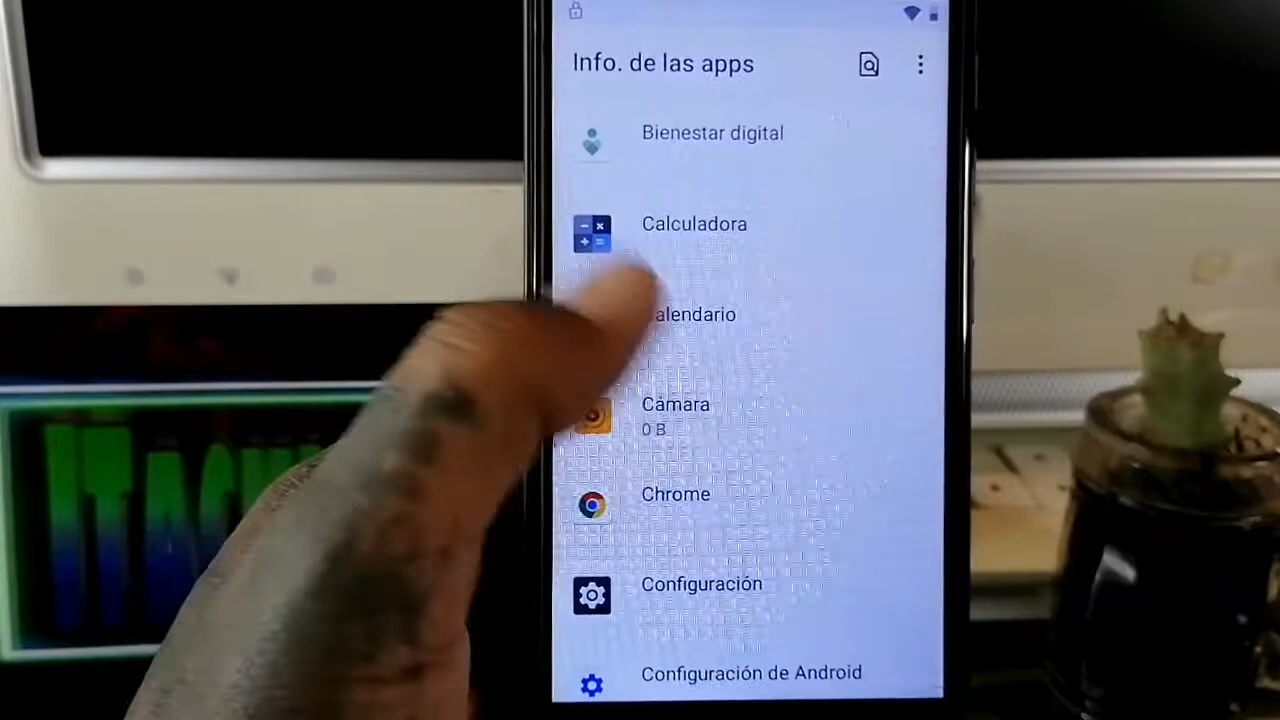 Info. de las apps
Bienestar digital
Calculadora
alendario
Cámara
0 B
Chrome
Configuración
Configuración de Android